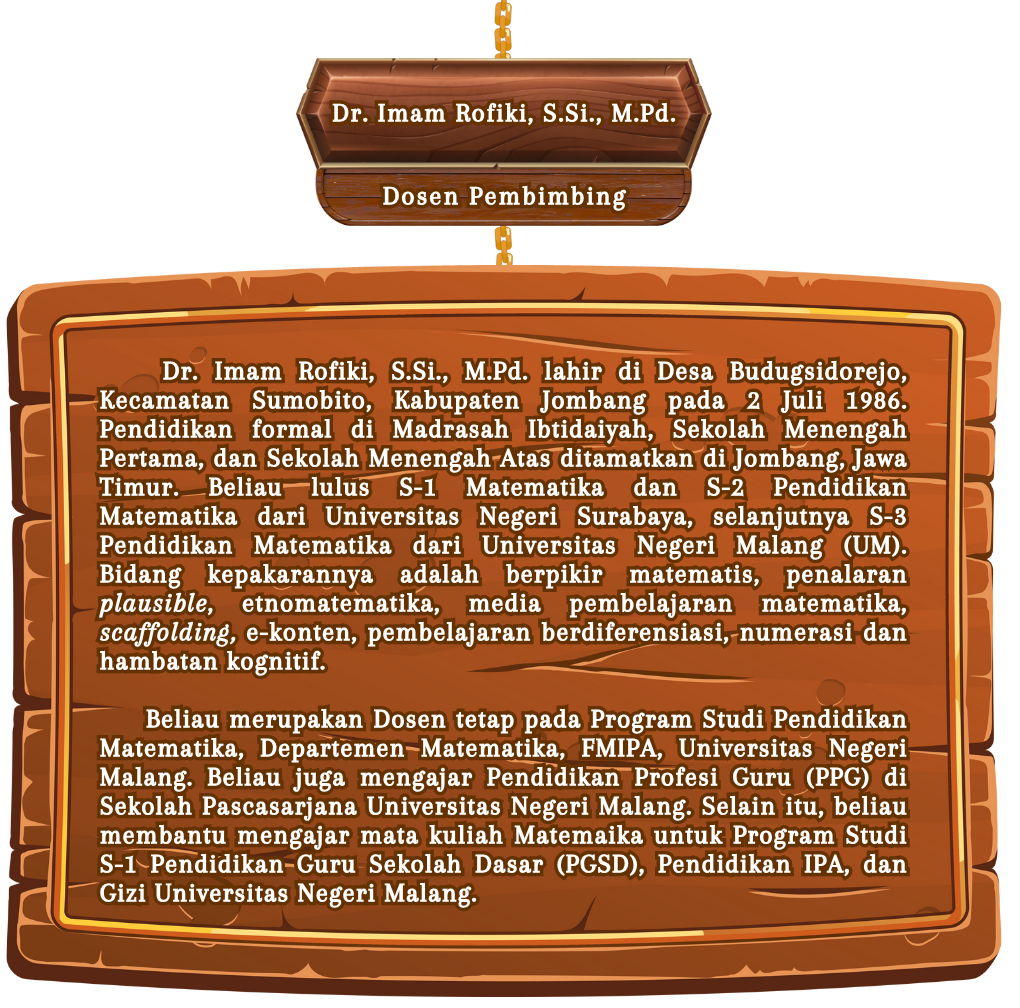 Dr. Imam Rofiki, S.Si., M.Pd.
Dosen Pembimbing
Dr. Imam Rofiki, S.Si., M.Pd. lahir di Desa Budugsidorejo,
Kecamatan Sumobito, Kabupaten Jombang pada 2 Juli 1986.
Pendidikan formal di Madrasah Ibtidaiyah, Sekolah Menengah
Pertama, dan Sekolah Menengah Atas ditamatkan di Jombang, Jawa
Timur. Beliau lulus S-1 Matematika dan S-2 Pendidikan
Matematika dari Universitas Negeri Surabaya, selanjutnya S-3
Pendidikan Matematika dari Universitas Negeri Malang (UM).
Bidang kepakarannya adalah berpikir matematis, penalaran
plausible, etnomatematika, media pembelajaran matematika,
scaffolding, e-konten, pembelajaran berdiferensiasi, numerasi dan
hambatan kognitif.
Beliau merupakan Dosen tetap pada Program Studi Pendidikan
Matematika, Departemen Matematika, FMIPA, Universitas Negeri
Malang. Beliau juga mengajar Pendidikan Profesi Guru (PPG) di
Sekolah Pascasarjana Universitas Negeri Malang. Selain itu, beliau
membantu mengajar mata kuliah Matemaika untuk Program Studi
S-1 Pendidikan Guru Sekolah Dasar (PGSD), Pendidikan IPA, dan
Gizi Universitas Negeri Malang.